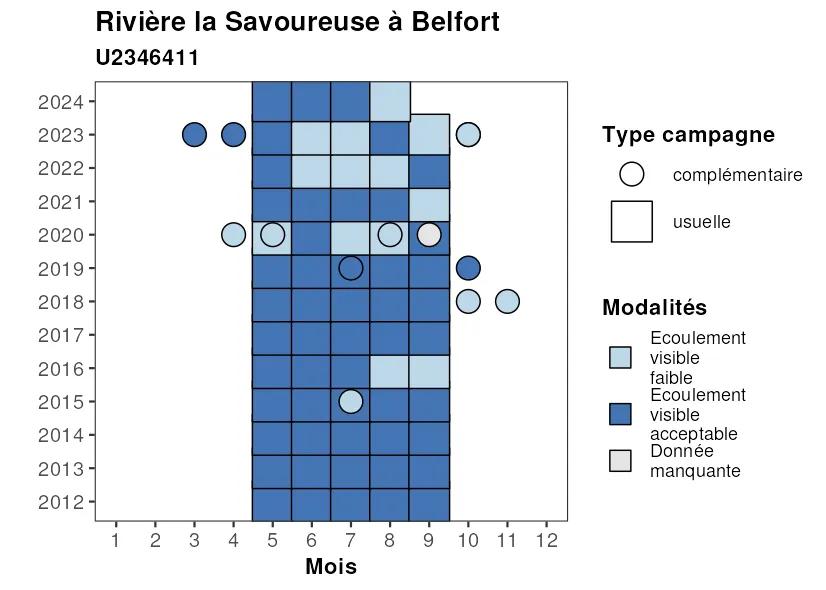 Rivière la Savoureuse à Belfort
U2346411
2024
2023
2022
2021
2020
2019
2018
2017
2016
2015
2014
2013
2012
1 2 3 4 5 6 7 8 9 10 11 12
Mois
Type campagne
complémentaire
usuelle
Modalités
Ecoulement
visible
faible
Ecoulement
visible
acceptable
Donnée
manquante